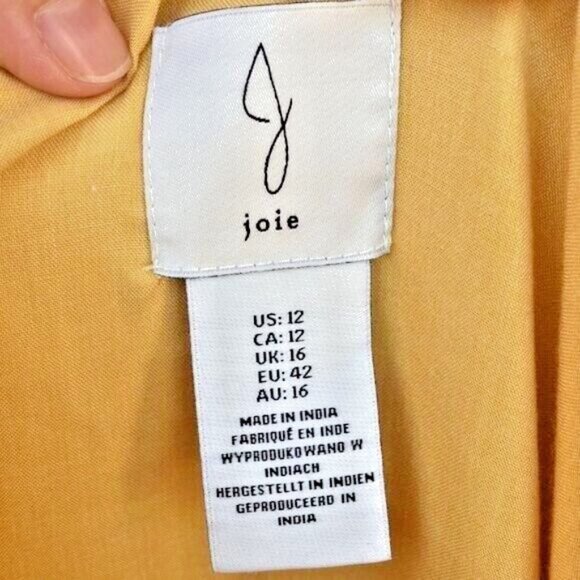 joie
US: 12
CA: 12
UK: 16
EU: 42
AU: 16
MADE IN INDIA
FABRIQUÉ EN INDE
WYPRODUKOWANO W
INDIACH
HERGESTELLT IN INDIEN
GEPRODUCEERD IN
INDIA